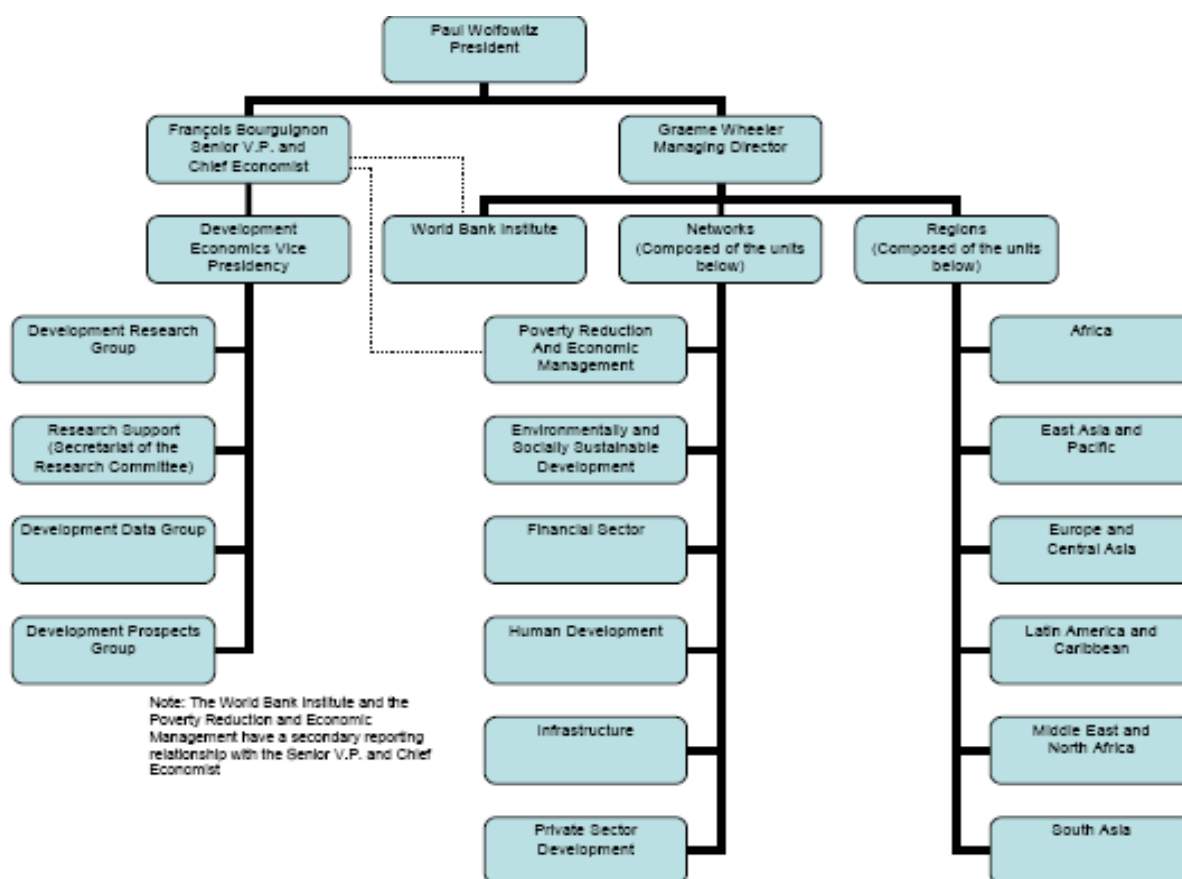 Paul Wolfowitz
President
François Bourguignon
Senior V.P. and
Chief Economist
Graeme Wheeler
Managing Director
Development
Economics Vice
Presidency
World Bank Institute
Networks
(Composed of the units
below)
Regions
(Composed of the units
below)
Development Research
Group
Research Support
(Secretariat of the
Research Committee)
Development Data Group
Development Prospects
Group
Note: The World Bank Institute and the
Poverty Reduction and Economic
Management have a secondary reporting
relationship with the Senior V.P. and Chief
Economist
Poverty Reduction
And Economic
Management
Environmentally and
Socially Sustainable
Development
Financial Sector
Human Development
Infrastructure
Private Sector
Development
Africa
East Asia and
Pacific
Europe and
Central Asia
Latin America and
Caribbean
Middle East and
North Africa
South Asia